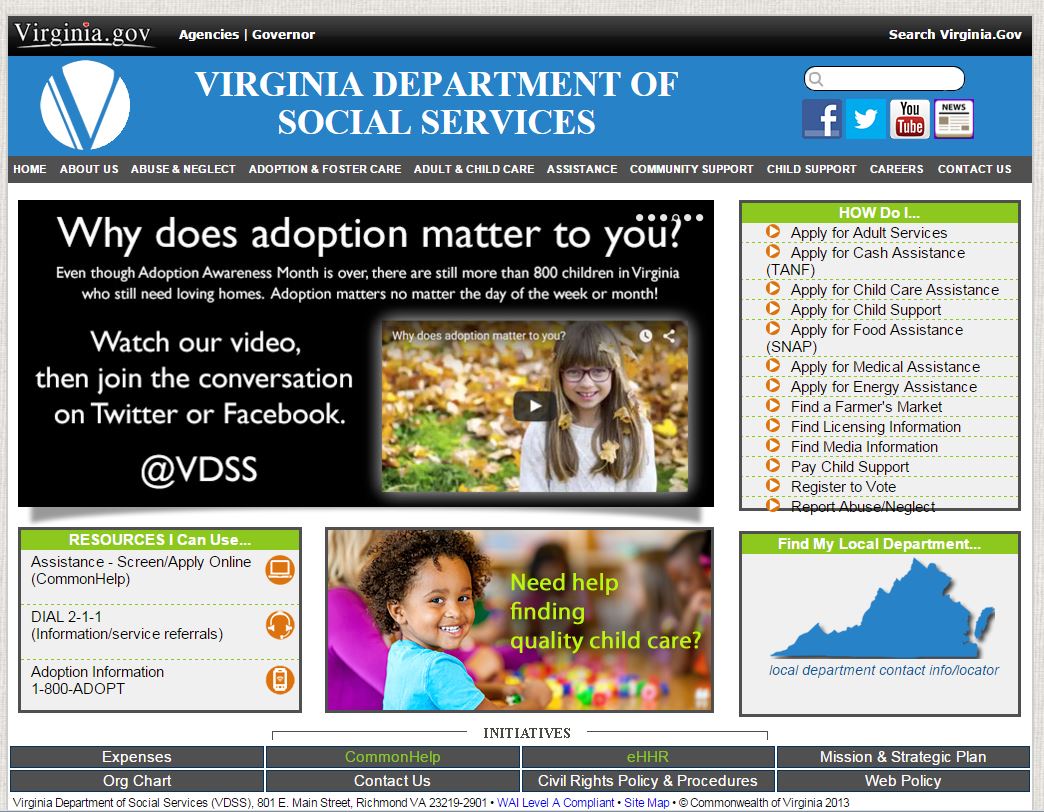 Virginia.gov Agencies | Governor Search Virginia.Gov
VIRGINIA DEPARTMENT OF
SOCIAL SERVICES
You
Tube
NEWS
HOME ABOUT US ABUSE & NEGLECT ADOPTION & FOSTER CARE ADULT & CHILD CARE ASSISTANCE COMMUNITY SUPPORT CHILD SUPPORT CAREERS CONTACT US
Why does adoption matter to you?
Even though Adoption Awareness Month is over, there are still more than 800 children in Virginia
who still need loving homes. Adoption matters no matter the day of the week or month!
Watch our video,
then join the conversation
on Twitter or Facebook.
@VDSS
Why does adoption matter to you?
HOW Do I...
Apply for Adult Services
Apply for Cash Assistance
(TANF)
Apply for Child Care Assistance
Apply for Child Support
Apply for Food Assistance
(SNAP)
Apply for Medical Assistance
Apply for Energy Assistance
Find a Farmer's Market
Find Licensing Information
Find Media Information
Pay Child Support
Register to Vote
Report Abuse/Neglect
RESOURCES I Can Use...
Assistance - Screen/Apply Online
(CommonHelp)
DIAL 2-1-1
(Information/service referrals)
Adoption Information
1-800-ADOPT
Need help
finding
quality child care?
Find My Local Department...
local department contact info/locator
INITIATIVES
Expenses CommonHelp eHHR Mission & Strategic Plan
Org Chart Contact Us Civil Rights Policy & Procedures Web Policy
Virginia Department of Social Services (VDSS), 801 E. Main Street, Richmond VA 23219-2901 • WAI Level A Compliant • Site Map • © Commonwealth of Virginia 2013